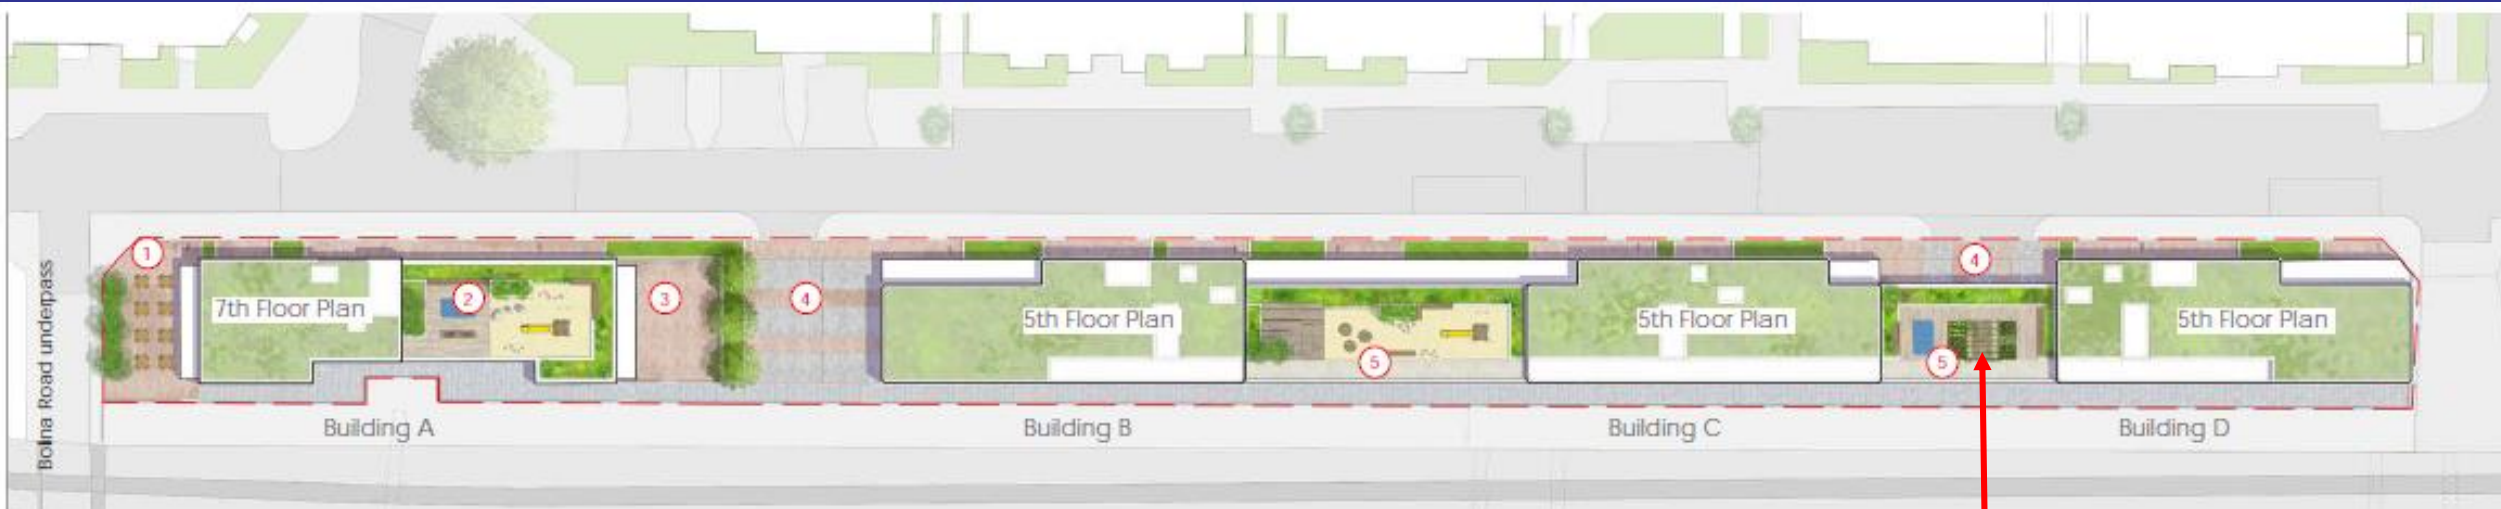 1
2
3
4
4
5
5
7th Floor Plan
5th Floor Plan
5th Floor Plan
5th Floor Plan
Bolina Road underpass
Building A
Building B
Building C
Building D